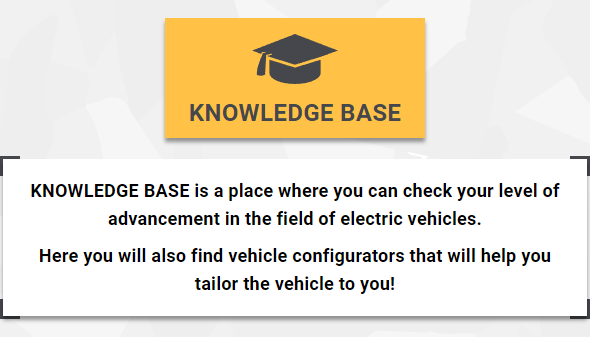 KNOWLEDGE BASE
KNOWLEDGE BASE is a place where you can check your level of
advancement in the field of electric vehicles.
Here you will also find vehicle configurators that will help you
tailor the vehicle to you!